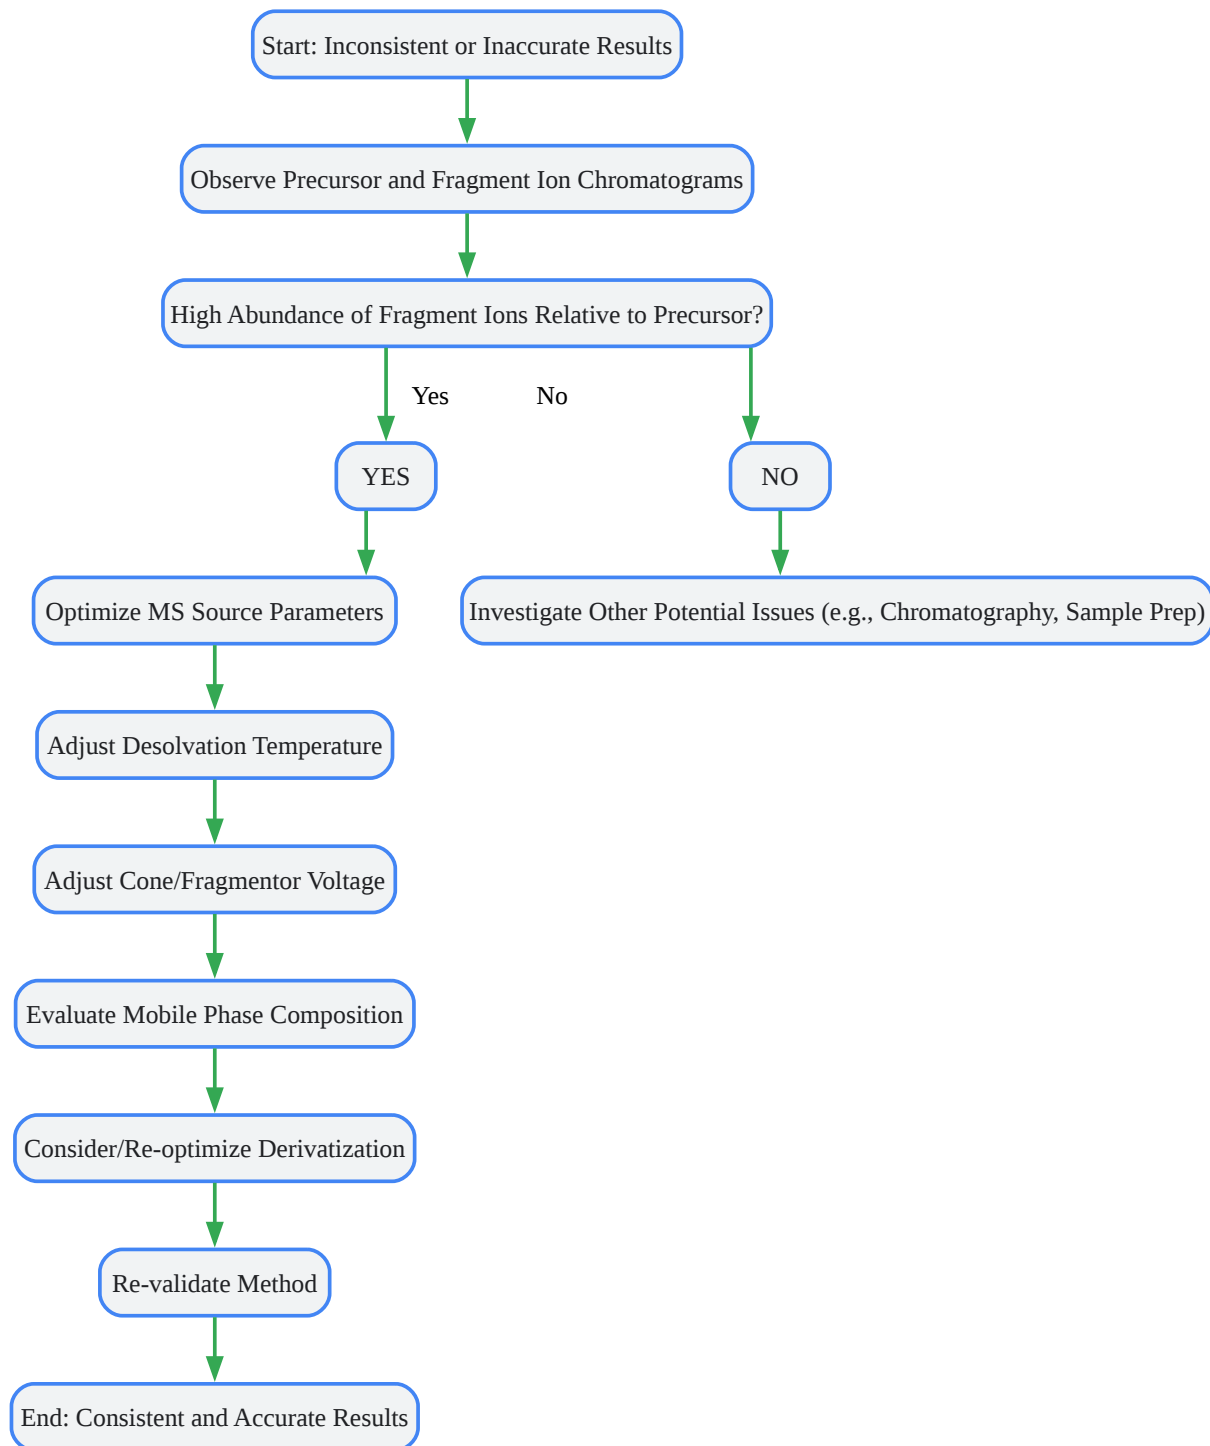 Start: Inconsistent or Inaccurate Results
Observe Precursor and Fragment Ion Chromatograms
High Abundance of Fragment Ions Relative to Precursor?
Yes
No
YES
NO
Optimize MS Source Parameters
Investigate Other Potential Issues (e.g., Chromatography, Sample Prep)
Adjust Desolvation Temperature
Adjust Cone/Fragmentor Voltage
Evaluate Mobile Phase Composition
Consider/Re-optimize Derivatization
Re-validate Method
End: Consistent and Accurate Results